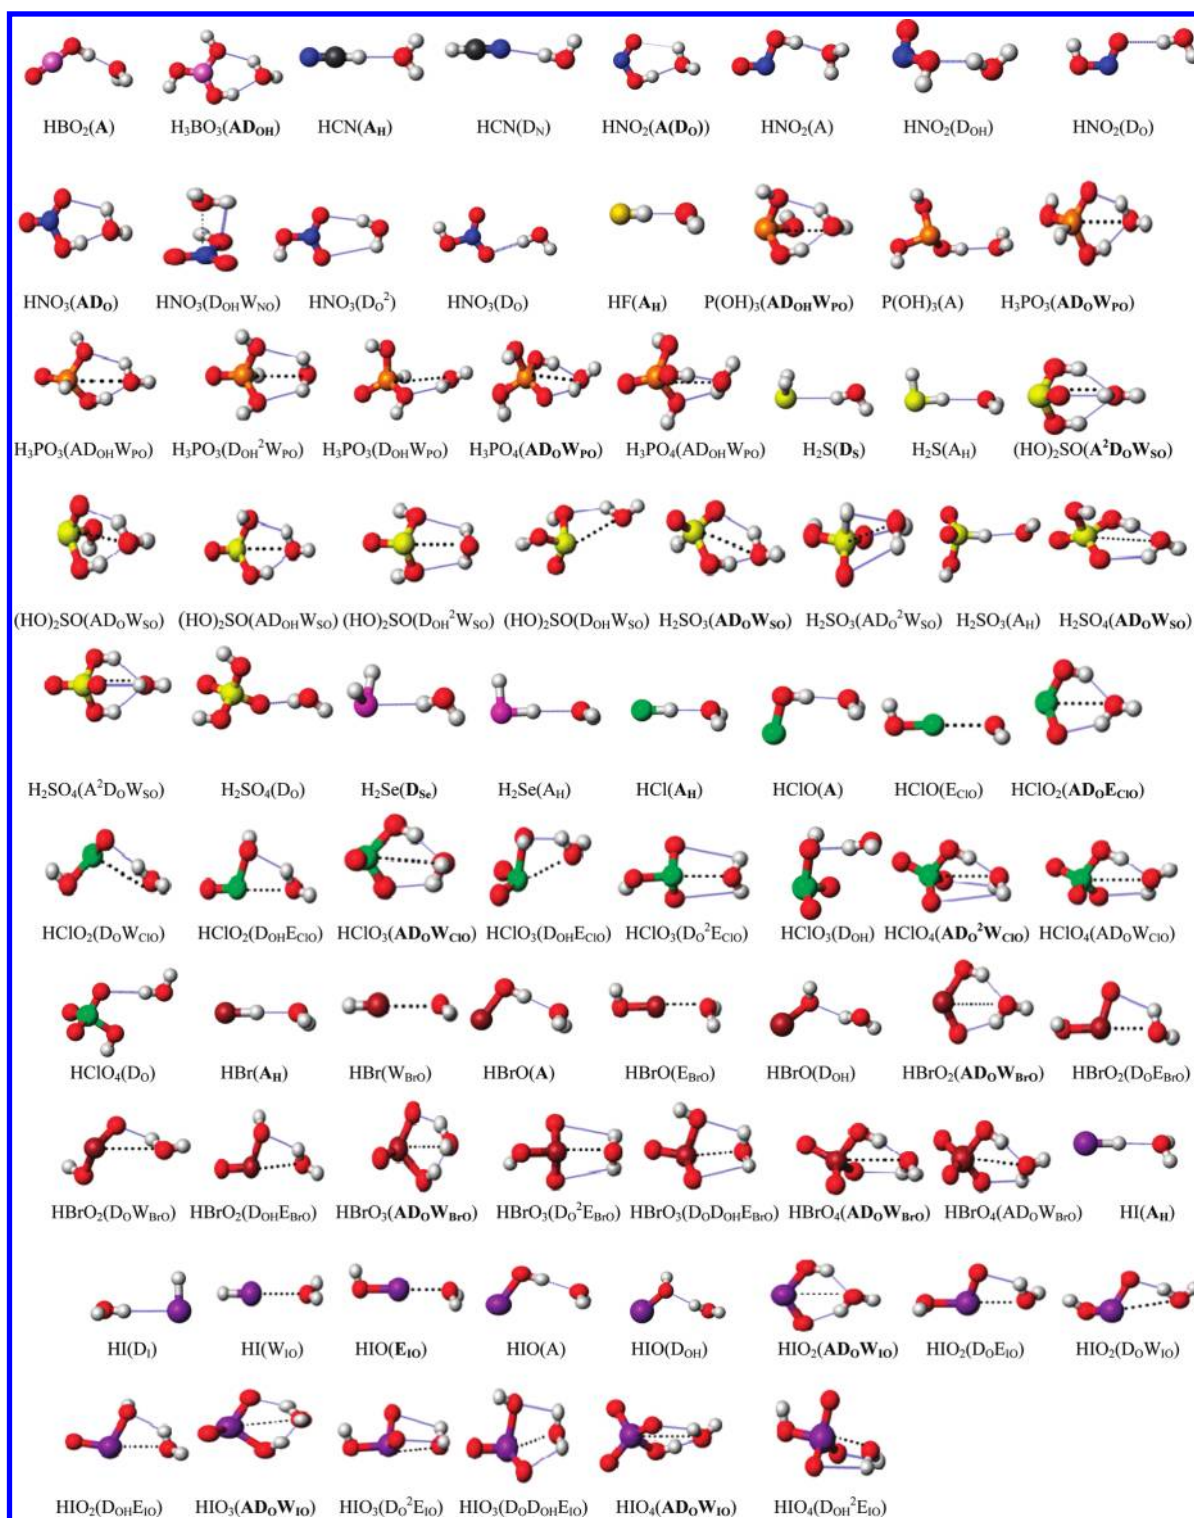 HBO₂(A) H₃BO₃(AD_OH) HCN(A_H) HCN(D_N) HNO₂(A(D_O)) HNO₂(A) HNO₂(D_OH) HNO₂(D_O)
HNO₃(AD_O) HNO₃(D_OHW_NO) HNO₃(D_O²) HNO₃(D_O) HF(A_H) P(OH)₃(AD_OHW_PO) P(OH)₃(A) H₃PO₃(AD_OW_PO)
H₃PO₃(AD_OHW_PO) H₃PO₃(D_OH²W_PO) H₃PO₃(D_OHW_PO) H₃PO₄(AD_OW_PO) H₃PO₄(AD_OHW_PO) H₂S(D_S) H₂S(A_H) (HO)₂SO(A²D_OW_SO)
(HO)₂SO(AD_OW_SO) (HO)₂SO(AD_OHW_SO) (HO)₂SO(D_OH²W_SO) (HO)₂SO(D_OHW_SO) H₂SO₃(AD_OW_SO) H₂SO₃(AD_O²W_SO) H₂SO₃(A_H) H₂SO₄(AD_OW_SO)
H₂SO₄(A²D_OW_SO) H₂SO₄(D_O) H₂Se(D_Se) H₂Se(A_H) HCl(A_H) HClO(A) HClO(E_ClO) HClO₂(AD_OE_ClO)
HClO₂(D_OW_ClO) HClO₂(D_OHE_ClO) HClO₃(AD_OW_ClO) HClO₃(D_OHE_ClO) HClO₃(D_O²E_ClO) HClO₃(D_OH) HClO₄(AD_O²W_ClO) HClO₄(AD_OW_ClO)
HClO₄(D_O) HBr(A_H) HBr(W_BrO) HBrO(A) HBrO(E_BrO) HBrO(D_OH) HBrO₂(AD_OW_BrO) HBrO₂(D_OE_BrO)
HBrO₂(D_OW_BrO) HBrO₂(D_OHE_BrO) HBrO₃(AD_OW_BrO) HBrO₃(D_O²E_BrO) HBrO₃(D_OD_OHE_BrO) HBrO₄(AD_OW_BrO) HBrO₄(AD_OW_BrO) HI(A_H)
HI(D_I) HI(W_IO) HIO(E_IO) HIO(A) HIO(D_OH) HIO₂(AD_OW_IO) HIO₂(D_OE_IO) HIO₂(D_OW_IO)
HIO₂(D_OHE_IO) HIO₃(AD_OW_IO) HIO₃(D_O²E_IO) HIO₃(D_OD_OHE_IO) HIO₄(AD_OW_IO) HIO₄(D_OH²E_IO)